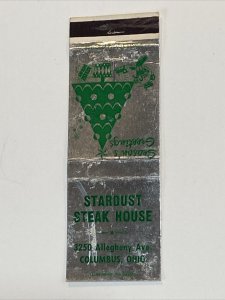 Season's
Greetings
STARDUST
STEAK HOUSE
3250 Allegheny Ave.
COLUMBUS, OHIO